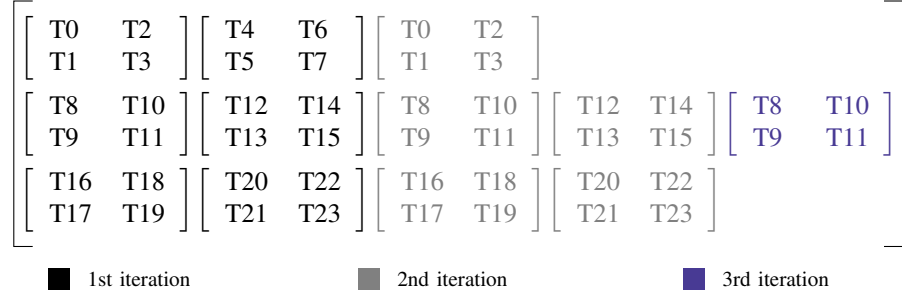 T0 T2 T4 T6 T0 T2
T1 T3 T5 T7 T1 T3
T8 T10 T12 T14 T8 T10 T12 T14 T8 T10
T9 T11 T13 T15 T9 T11 T13 T15 T9 T11
T16 T18 T20 T22 T16 T18 T20 T22
T17 T19 T21 T23 T17 T19 T21 T23
1st iteration 2nd iteration 3rd iteration